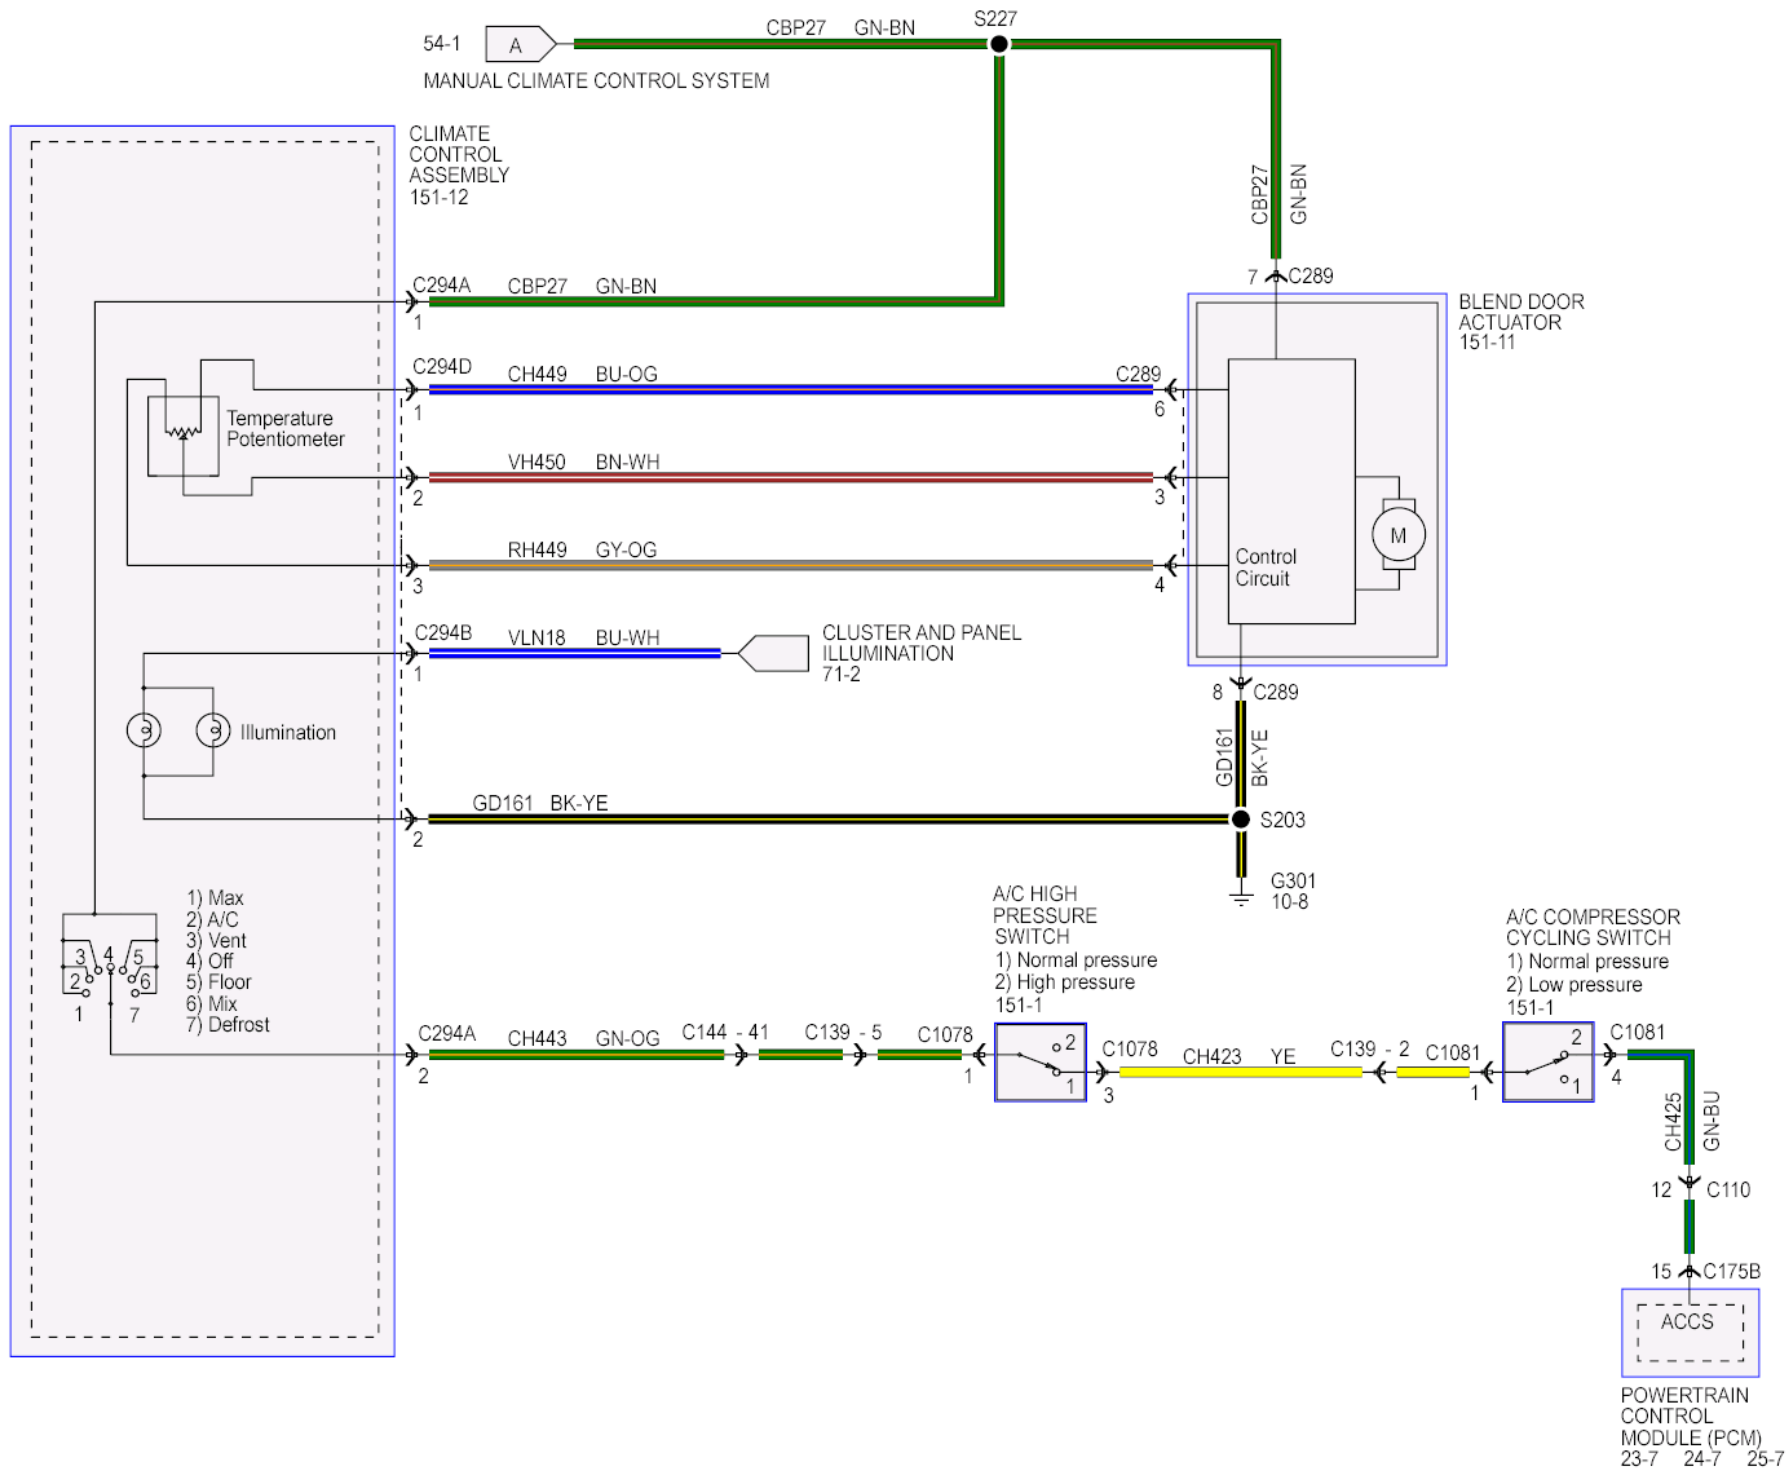 54-1
A
CBP27 GN-BN
S227
MANUAL CLIMATE CONTROL SYSTEM
CLIMATE
CONTROL
ASSEMBLY
151-12
CBP27
GN-BN
7 C289
BLEND DOOR
ACTUATOR
151-11
C294A CBP27 GN-BN
1
C294D CH449 BU-OG C289
1 6
Temperature
Potentiometer
VH450 BN-WH
2 3
RH449 GY-OG
3 4
Control
Circuit
M
C294B VLN18 BU-WH
1
CLUSTER AND PANEL
ILLUMINATION
71-2
8 C289
GD161
BK-YE
Illumination
GD161 BK-YE
2
S203
G301
10-8
1) Max
2) A/C
3) Vent
4) Off
5) Floor
6) Mix
7) Defrost
3 4 5
2 6
1 7
A/C HIGH
PRESSURE
SWITCH
1) Normal pressure
2) High pressure
151-1
A/C COMPRESSOR
CYCLING SWITCH
1) Normal pressure
2) Low pressure
151-1
C294A CH443 GN-OG C144 - 41 C139 - 5 C1078
2 1
2
1
C1078 CH423 YE C139 - 2 C1081
3 1
2
1
C1081
4
CH425
GN-BU
12 C110
15 C175B
ACCS
POWERTRAIN
CONTROL
MODULE (PCM)
23-7 24-7 25-7